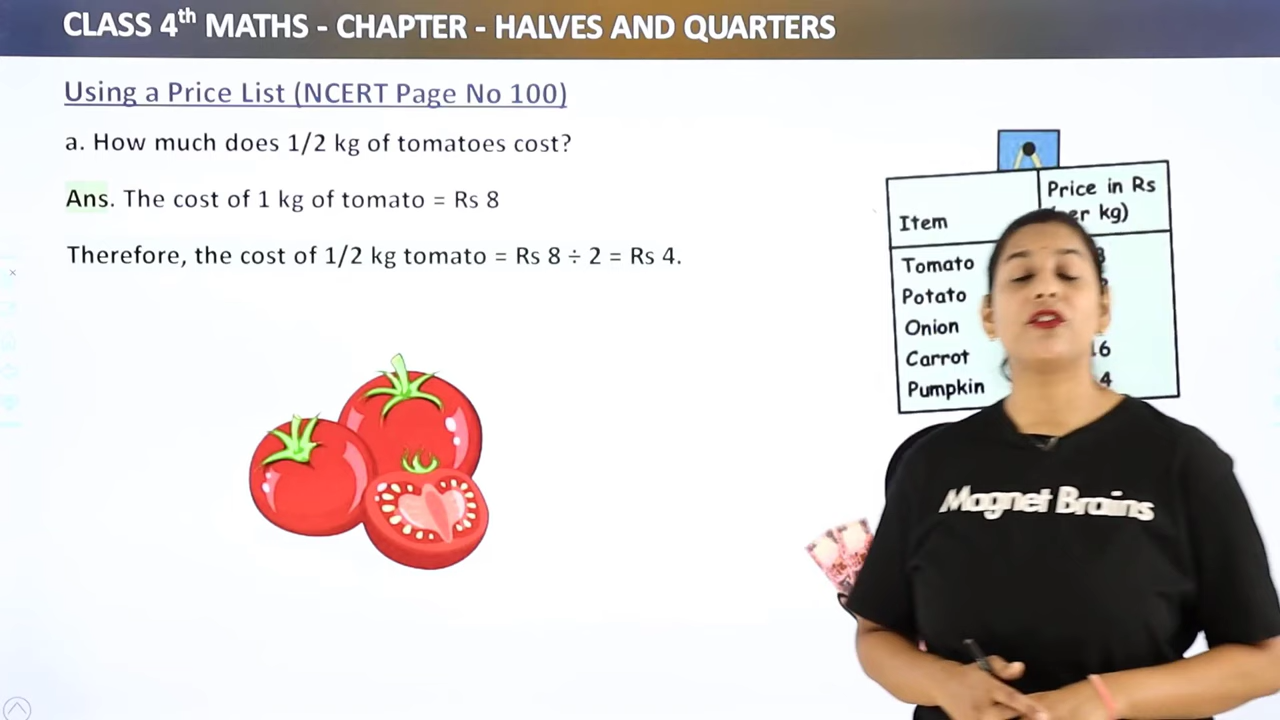 CLASS 4th MATHS - CHAPTER - HALVES AND QUARTERS
Using a Price List (NCERT Page No 100)
a. How much does 1/2 kg of tomatoes cost?
Ans. The cost of 1 kg of tomato = Rs 8
Therefore, the cost of 1/2 kg tomato = Rs 8 ÷ 2 = Rs 4.
Item
Price in Rs
kg)
Tomato
Potato
Onion
Carrot 16
Pumpkin 4
Magnet Brains